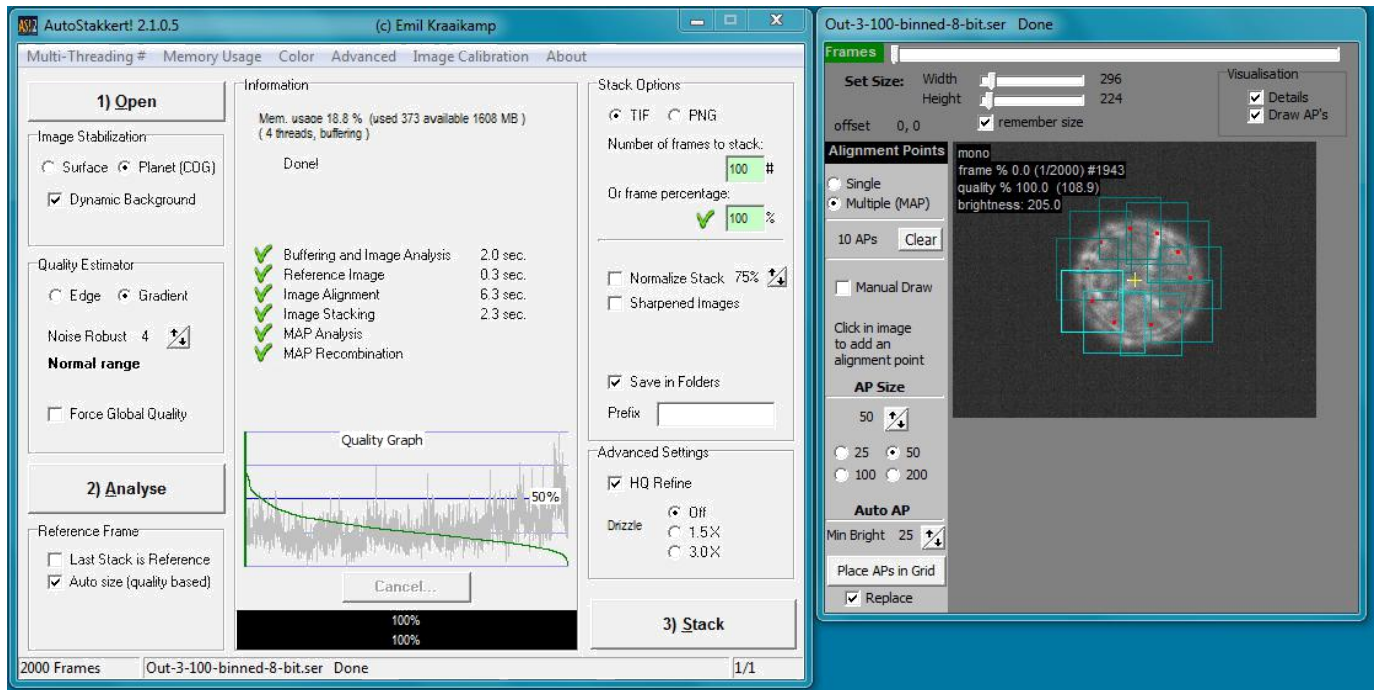 AutoStakkert! 2.1.0.5 (c) Emil Kraaikamp
Multi-Threading # Memory Usage Color Advanced Image Calibration About
1) Open
Image Stabilization
Surface Planet (COG)
Dynamic Background
Quality Estimator
Edge Gradient
Noise Robust 4
Normal range
Force Global Quality
2) Analyse
Reference Frame
Last Stack is Reference
Auto size (quality based)
Information
Mem. usage 18.8 % (used 373 available 1608 MB )
( 4 threads, buffering )
Done!
Buffering and Image Analysis 2.0 sec.
Reference Image 0.3 sec.
Image Alignment 6.3 sec.
Image Stacking 2.3 sec.
MAP Analysis
MAP Recombination
Quality Graph
50%
Cancel...
100%
100%
Stack Options
TIF PNG
Number of frames to stack:
100 #
Or frame percentage:
100 %
Normalize Stack 75%
Sharpened Images
Save in Folders
Prefix
Advanced Settings
HQ Refine
Drizzle
Off
1.5 X
3.0 X
3) Stack
2000 Frames Out-3-100-binned-8-bit.ser Done 1/1
Out-3-100-binned-8-bit.ser Done
Frames
Set Size: Width 296
Height 224
offset 0, 0 remember size
Visualisation
Details
Draw AP's
Alignment Points
Single
Multiple (MAP)
10 APs Clear
Manual Draw
Click in image
to add an
alignment point
AP Size
50
25 50
100 200
Auto AP
Min Bright 25
Place APs in Grid
Replace
mono
frame % 0.0 (1/2000) #1943
quality % 100.0 (108.9)
brightness: 205.0